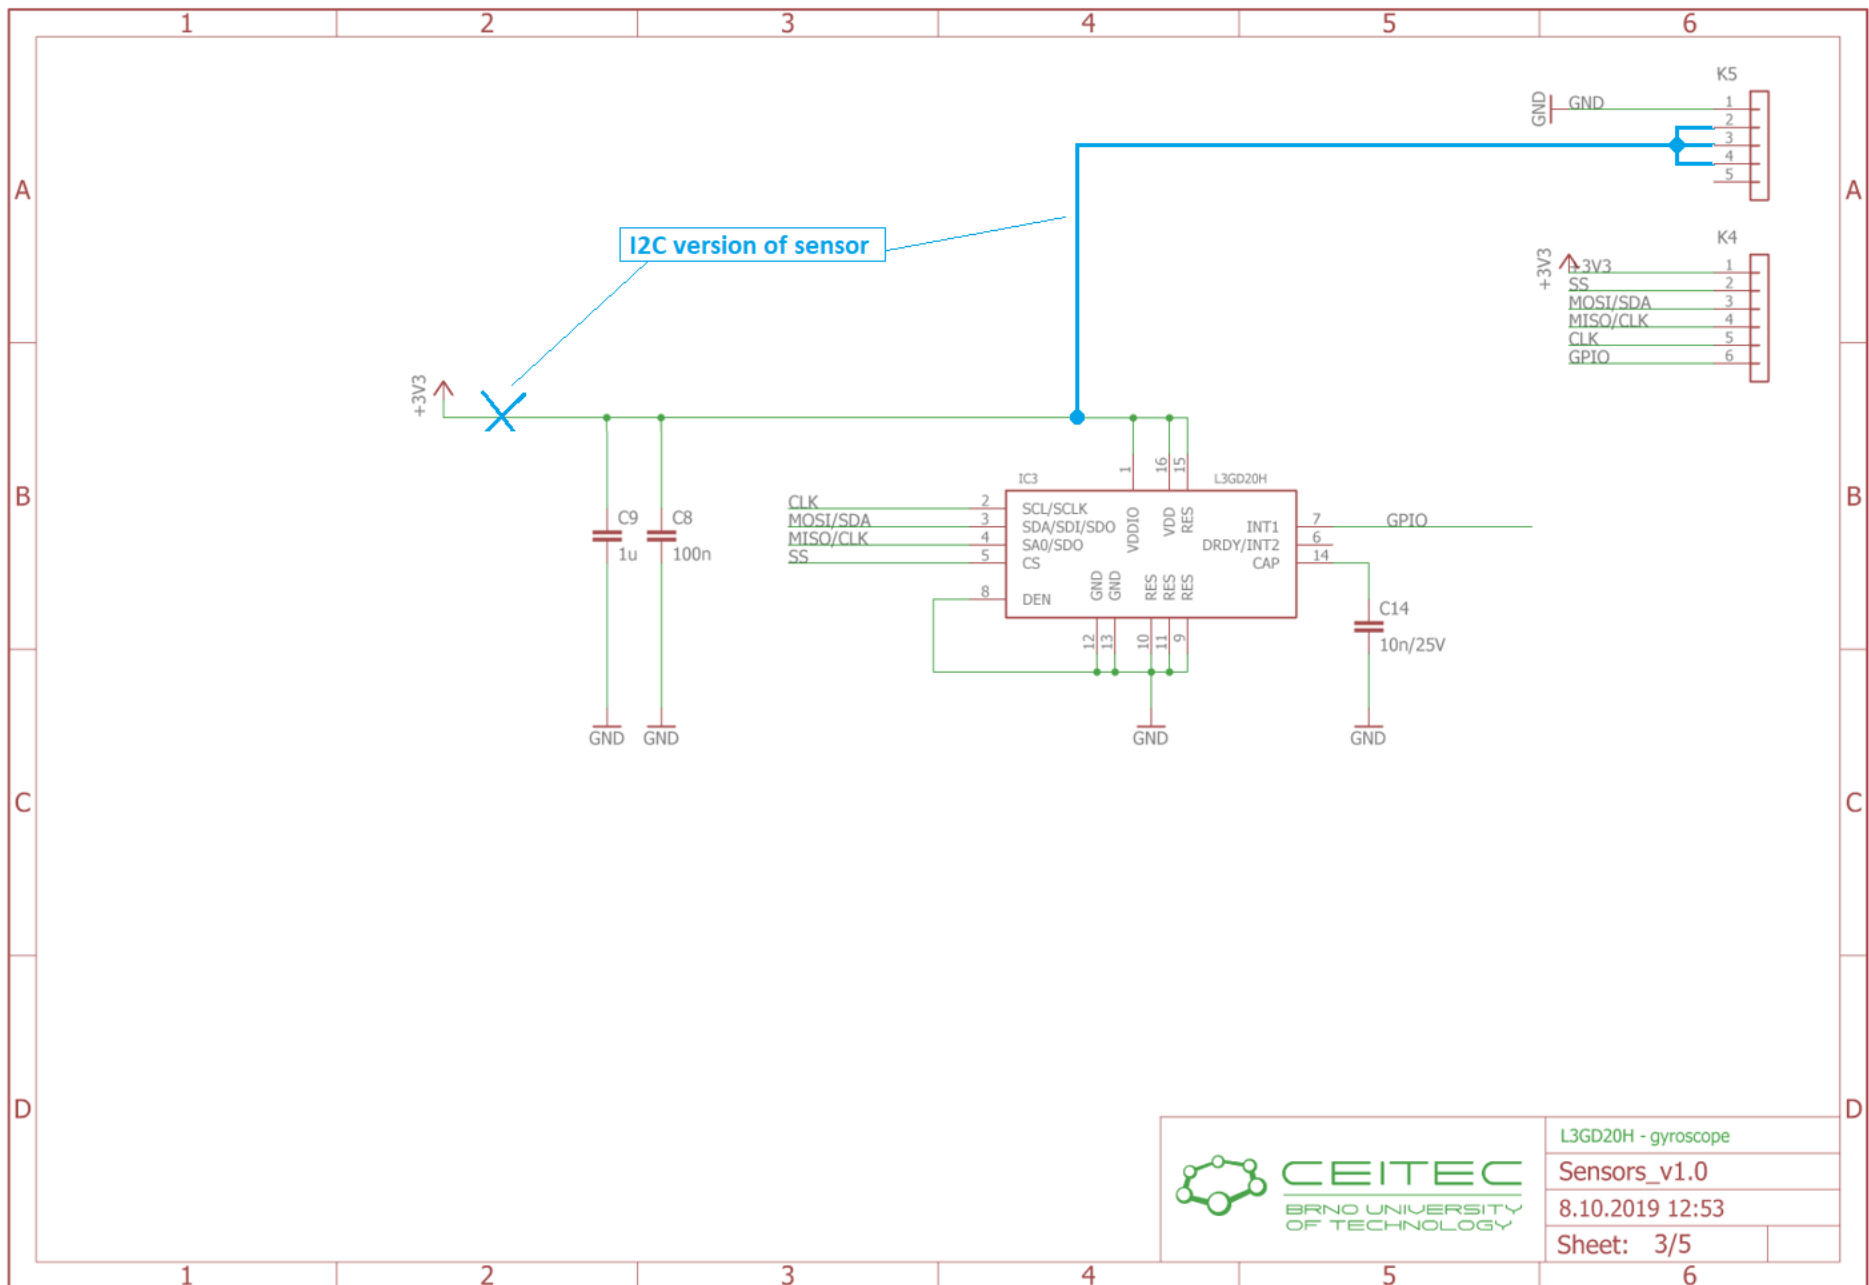 1 2 3 4 5 6
K5
GND GND 1
2
3
4
5
A A
I2C version of sensor
K4
+3V3 +3V3 1
SS 2
MOSI/SDA 3
MISO/CLK 4
CLK 5
GPIO 6
+3V3
1 16 15
IC3 L3GD20H
B B
CLK 2 SCL/SCLK
MOSI/SDA 3 SDA/SDI/SDO
MISO/CLK 4 SA0/SDO
SS 5 CS
8 DEN
VDDIO VDD RES
INT1 7 GPIO
DRDY/INT2 6
CAP 14
GND GND RES RES RES
12 13 10 11 9
C9
1u
C8
100n
C14
10n/25V
GND GND GND GND
C C
D D
CEITEC
BRNO UNIVERSITY
OF TECHNOLOGY
L3GD20H - gyroscope
Sensors_v1.0
8.10.2019 12:53
Sheet: 3/5
1 2 3 4 5 6